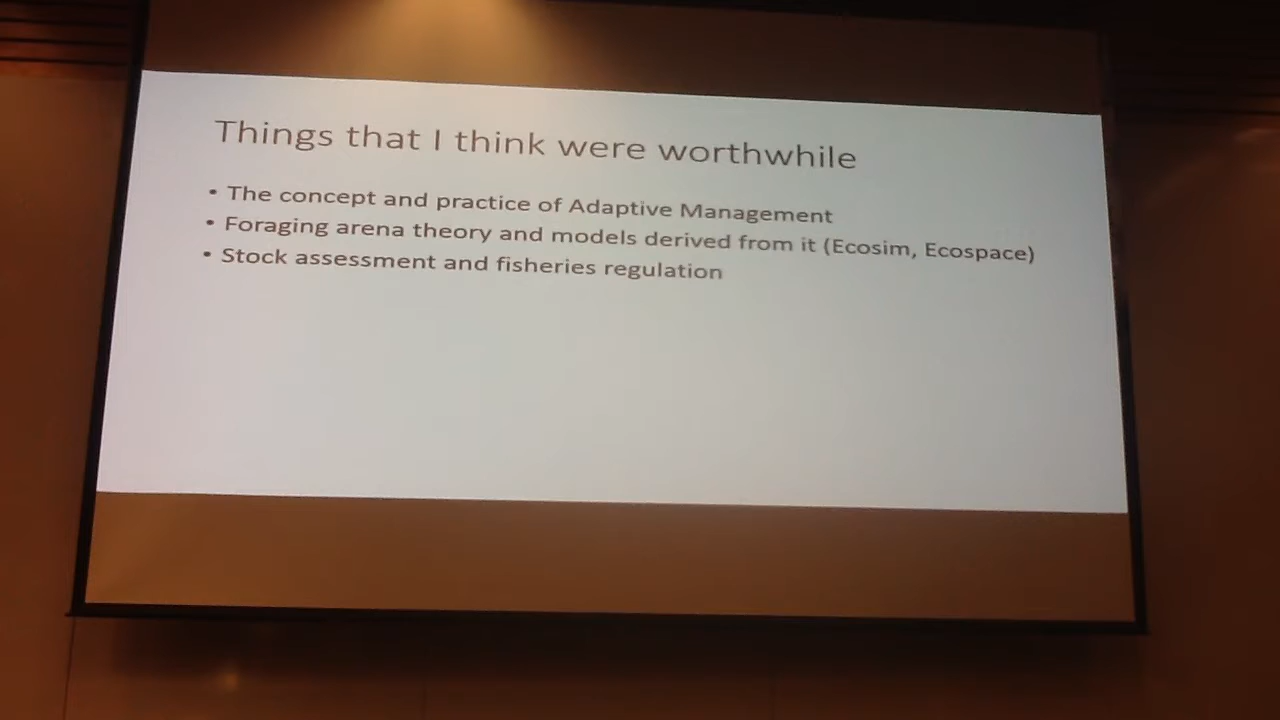 Things that I think were worthwhile
• The concept and practice of Adaptive Management
• Foraging arena theory and models derived from it (Ecosim, Ecospace)
• Stock assessment and fisheries regulation